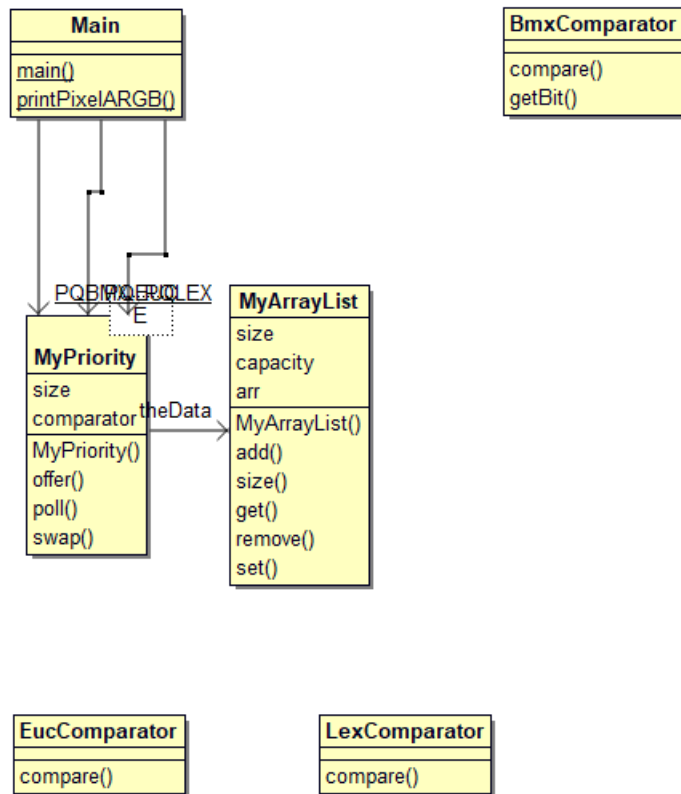 Main
main()
printPixelARGB()
BmxComparator
compare()
getBit()
E
MyPriority
size
comparator
MyPriority()
offer()
poll()
swap()
theData
MyArrayList
size
capacity
arr
MyArrayList()
add()
size()
get()
remove()
set()
EucComparator
compare()
LexComparator
compare()